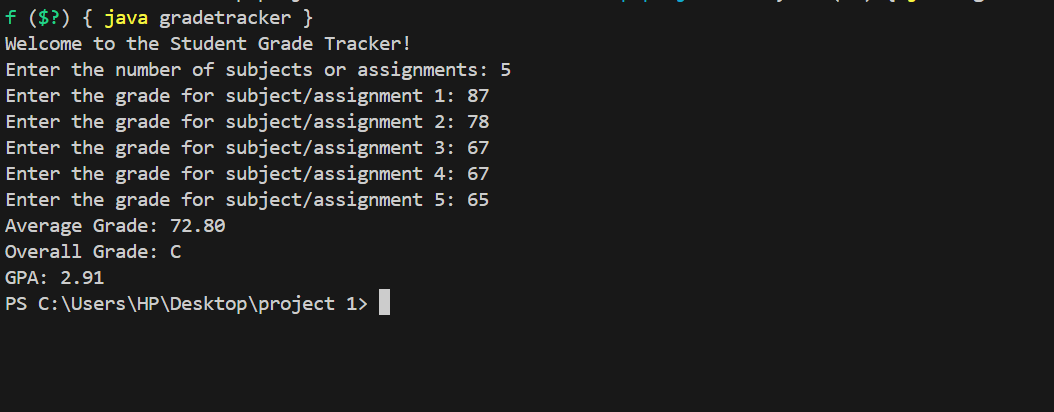 f ($?) { java gradetracker }
Welcome to the Student Grade Tracker!
Enter the number of subjects or assignments: 5
Enter the grade for subject/assignment 1: 87
Enter the grade for subject/assignment 2: 78
Enter the grade for subject/assignment 3: 67
Enter the grade for subject/assignment 4: 67
Enter the grade for subject/assignment 5: 65
Average Grade: 72.80
Overall Grade: C
GPA: 2.91
PS C:\Users\HP\Desktop\project 1>